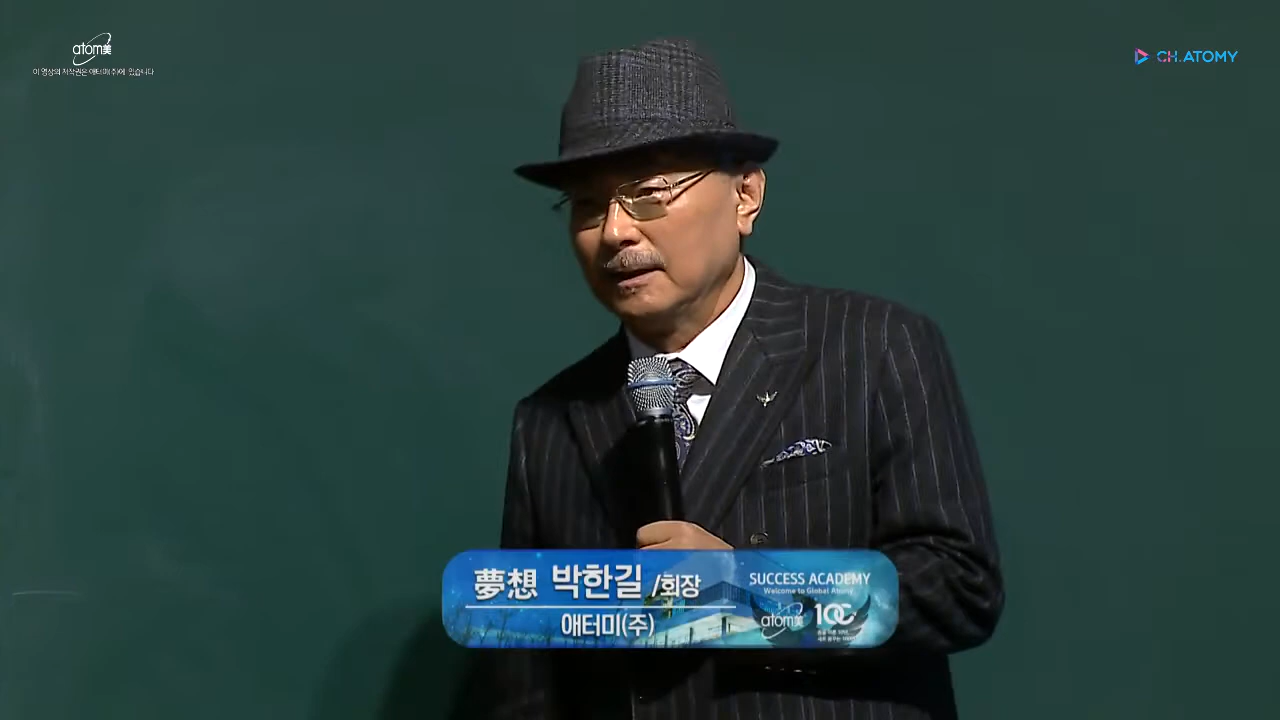 atom美
이 영상의 저작권은 애터미(주)에 있습니다
CH.ATOMY
夢想 박한길 /회장
애터미(주)
SUCCESS ACADEMY
Welcome to Global Atomy
atom美